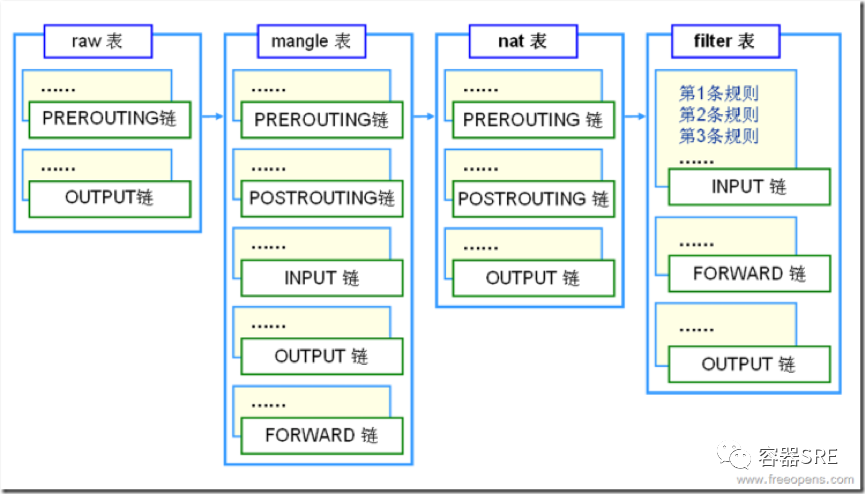 raw 表
……
PREROUTING链
……
OUTPUT链
mangle 表
……
PREROUTING链
……
POSTROUTING链
……
INPUT 链
……
OUTPUT 链
……
FORWARD 链
nat 表
……
PREROUTING 链
……
POSTROUTING 链
……
OUTPUT 链
filter 表
第1条规则
第2条规则
第3条规则
……
INPUT 链
……
FORWARD 链
……
OUTPUT 链
容器SRE
www.freeopens.com